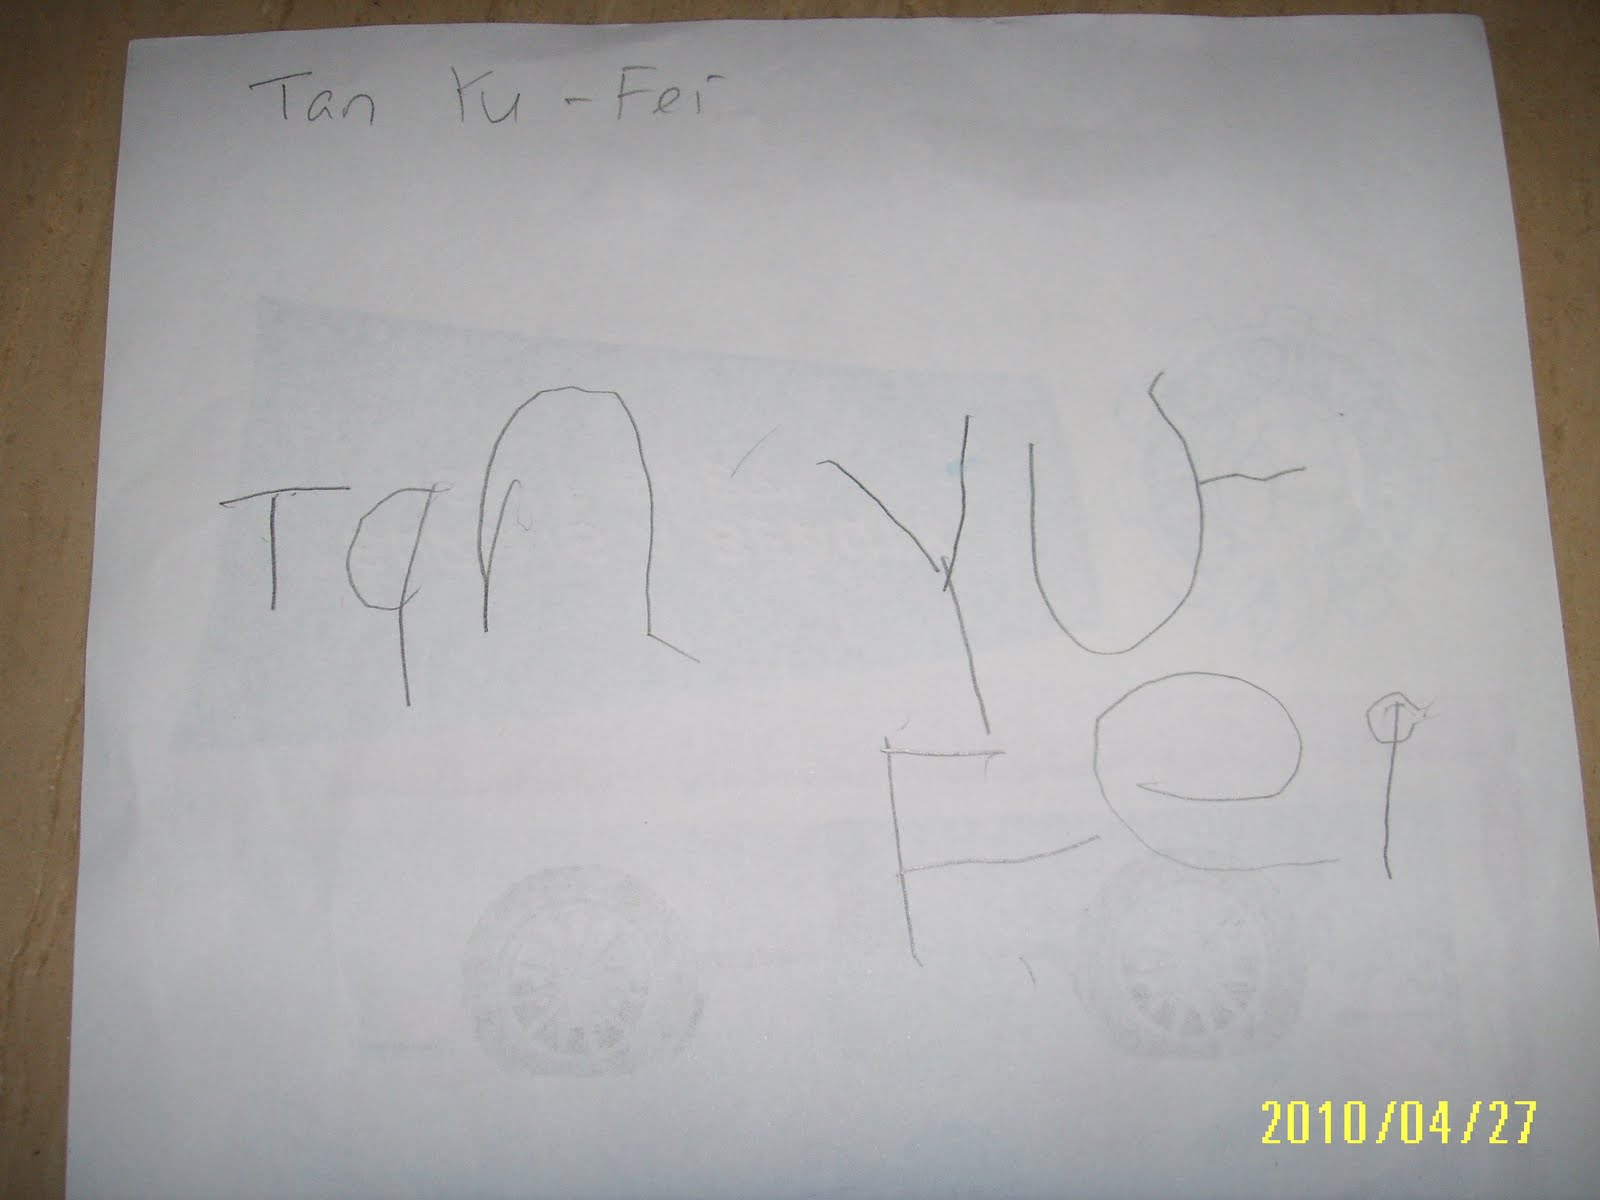 Tan Yu-Fei
Tan Yu-
Fei
2010/04/27